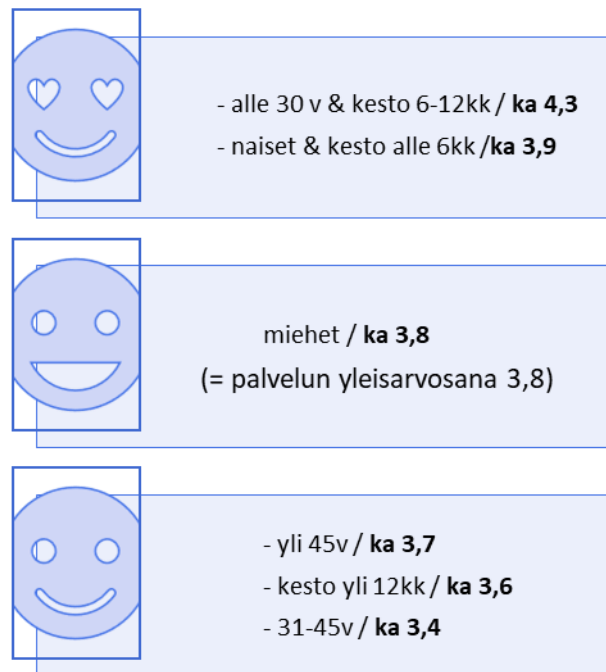 - alle 30 v & kesto 6-12kk / ka 4,3
- naiset & kesto alle 6kk /ka 3,9
miehet / ka 3,8
(= palvelun yleisarvosana 3,8)
- yli 45v / ka 3,7
- kesto yli 12kk / ka 3,6
- 31-45v / ka 3,4